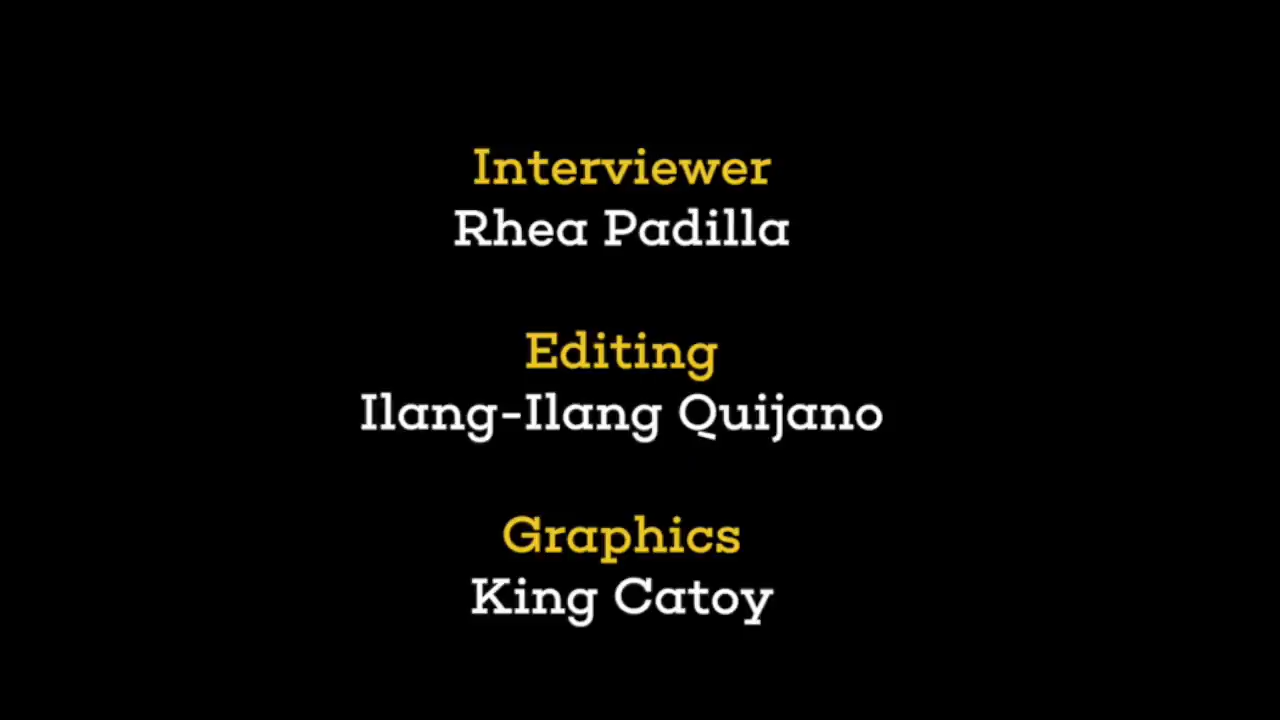 Interviewer
Rhea Padilla
Editing
Ilang-Ilang Quijano
Graphics
King Catoy